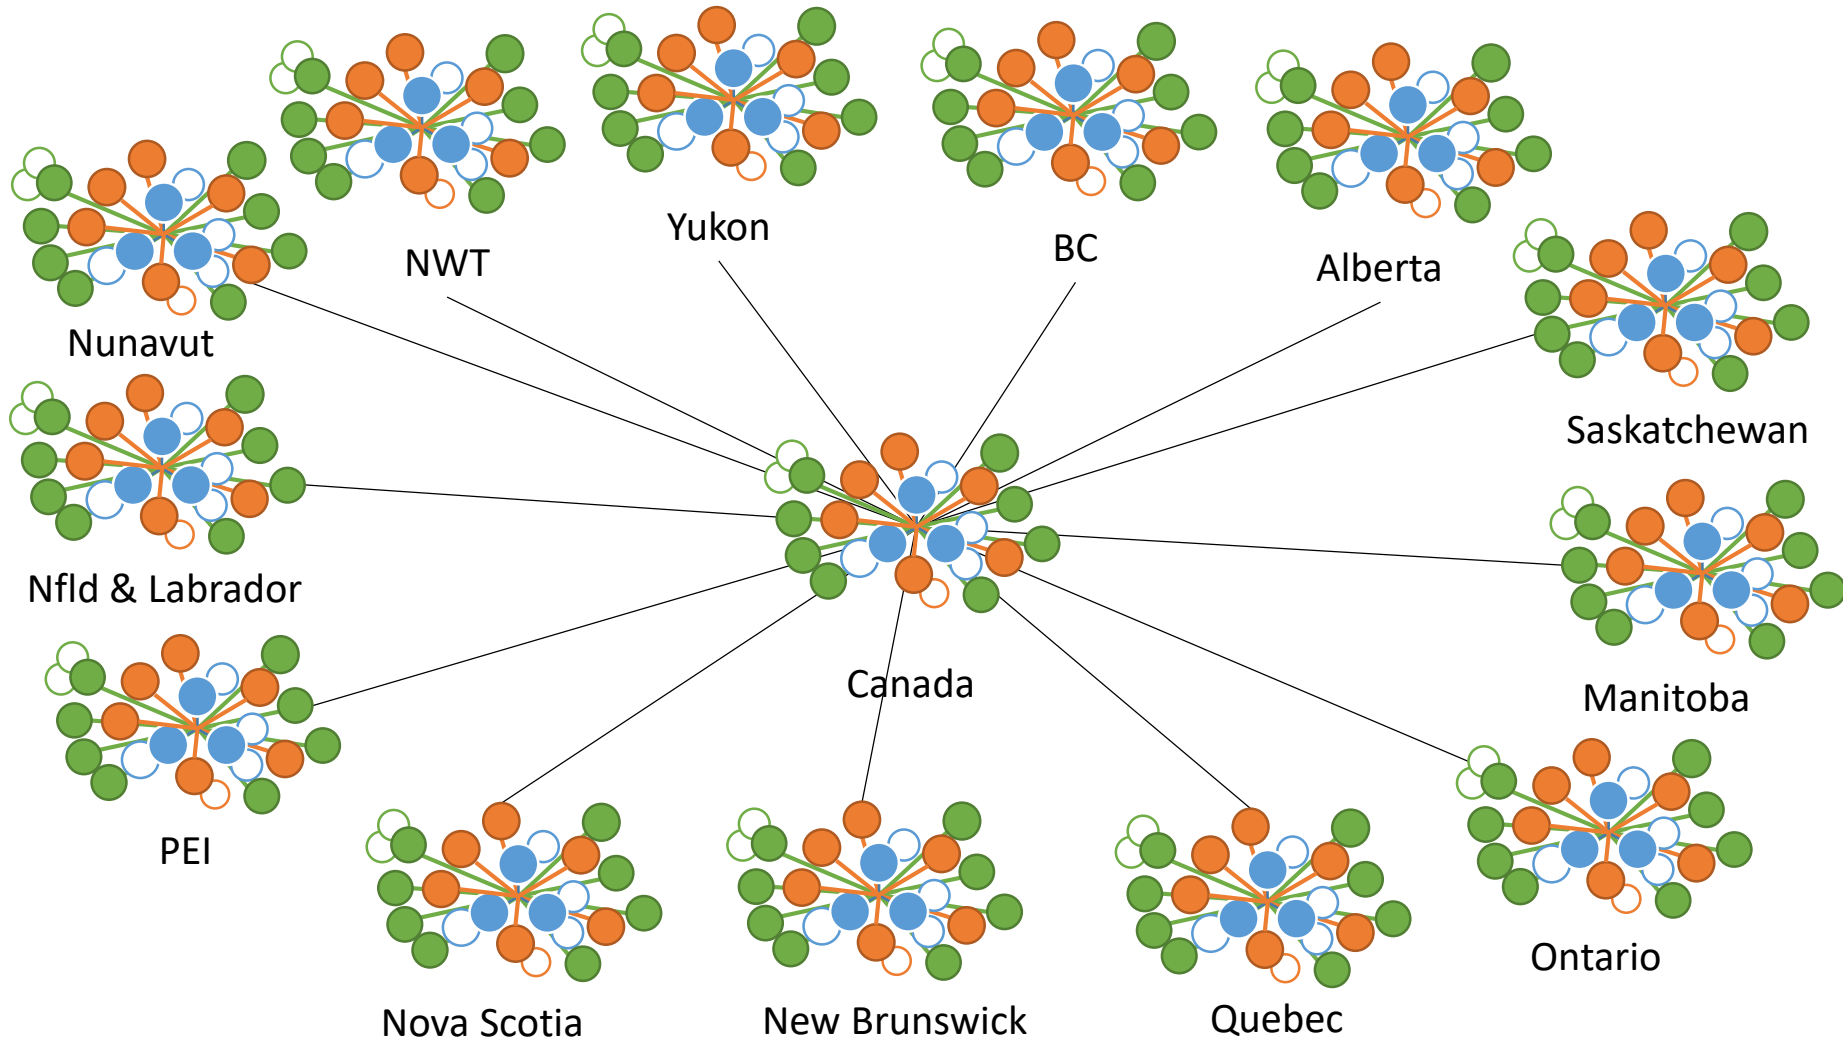 Yukon
BC
NWT
Alberta
Nunavut
Saskatchewan
Nfld & Labrador
Canada
Manitoba
PEI
Ontario
Nova Scotia
New Brunswick
Quebec